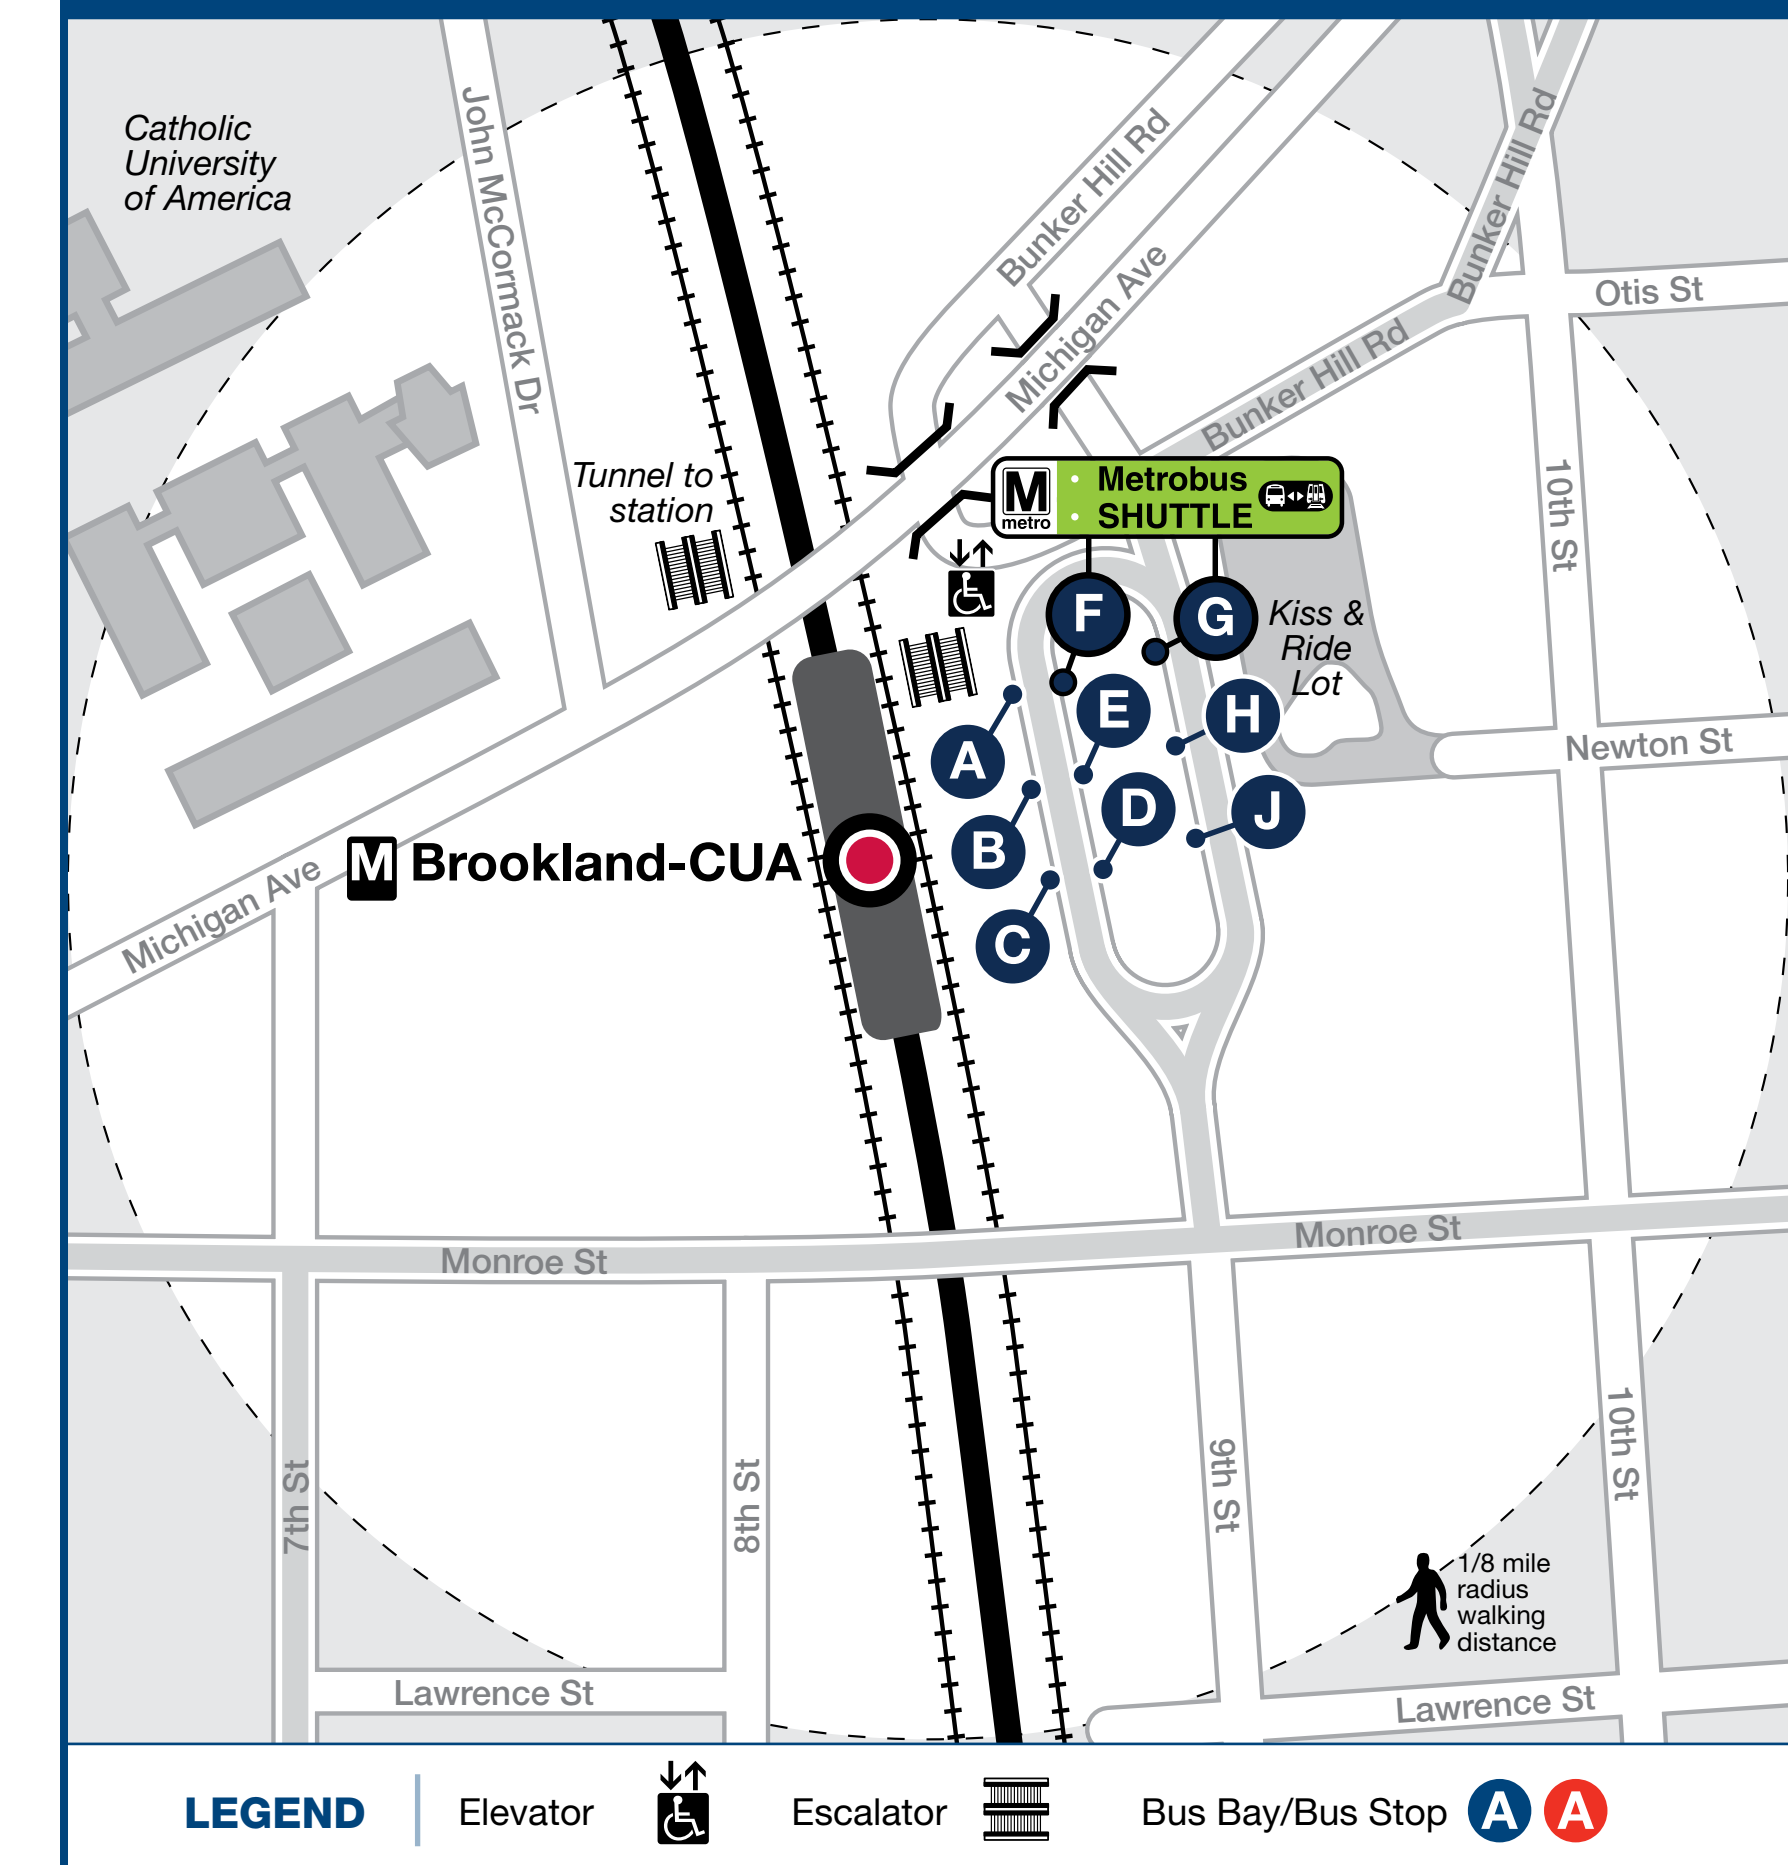 Catholic
University
of America
John McCormack Dr
Bunker Hill Rd
Michigan Ave
Bunker Hill Rd
Bunker Hill Rd
Otis St
10th St
Tunnel to
station
M
metro
Metrobus
SHUTTLE
F
G
Kiss &
Ride
Lot
E
H
A
D
J
B
C
Newton St
M Brookland-CUA
Michigan Ave
Monroe St
Monroe St
7th St
8th St
9th St
10th St
1/8 mile
radius
walking
distance
Lawrence St
Lawrence St
LEGEND
Elevator
Escalator
Bus Bay/Bus Stop A A